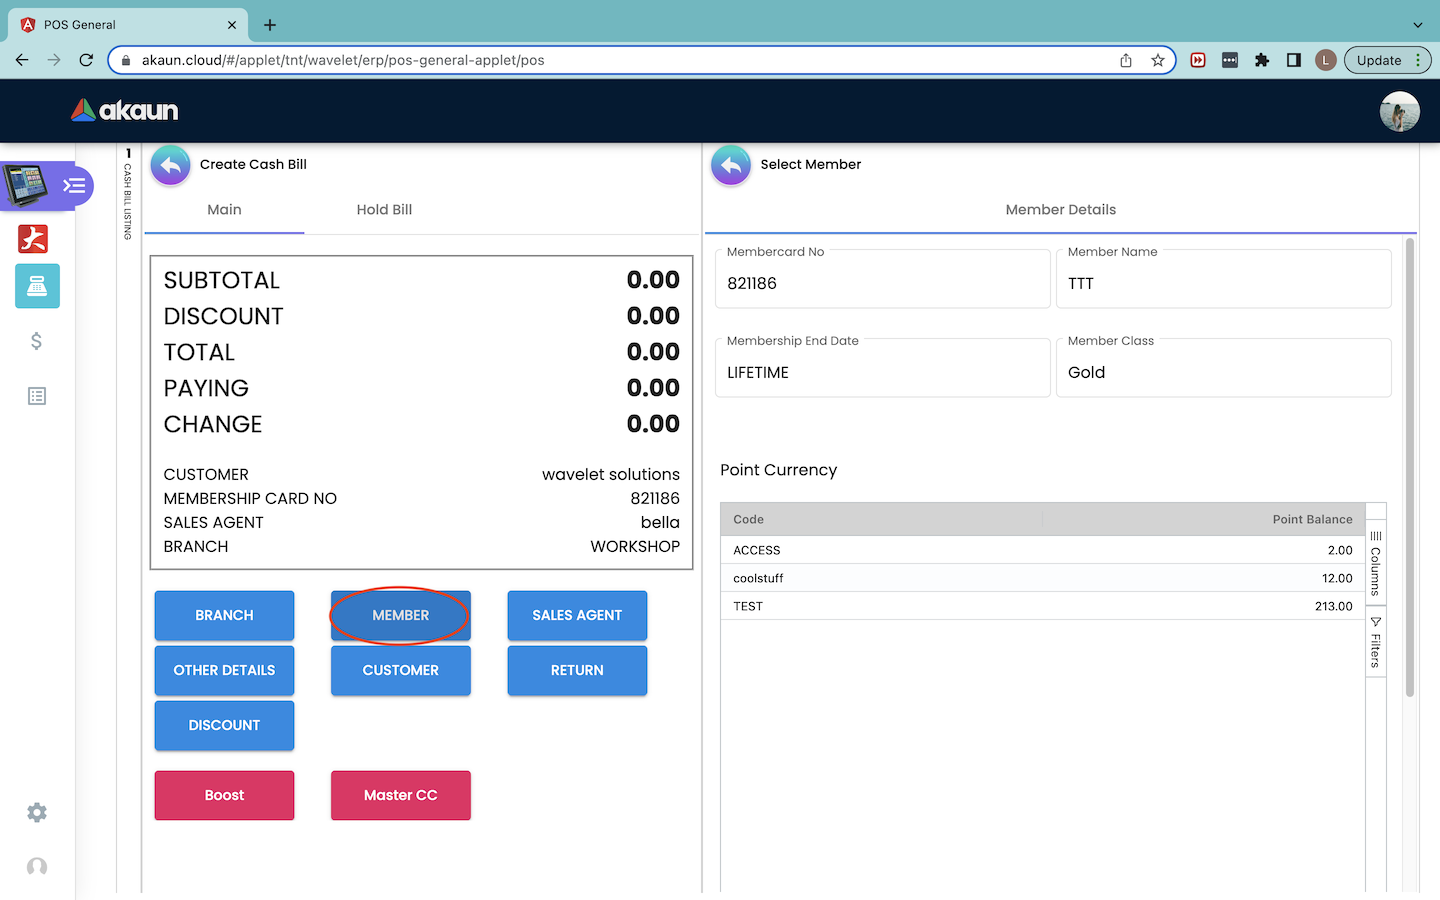 POS General
akaun.cloud/#/applet/tnt/wavelet/erp/pos-general-applet/pos
L
Update
akaun
1 CASH BILL LISTING
Create Cash Bill
Main
Hold Bill
SUBTOTAL 0.00
DISCOUNT 0.00
TOTAL 0.00
PAYING 0.00
CHANGE 0.00
CUSTOMER wavelet solutions
MEMBERSHIP CARD NO 821186
SALES AGENT bella
BRANCH WORKSHOP
BRANCH
MEMBER
SALES AGENT
OTHER DETAILS
CUSTOMER
RETURN
DISCOUNT
Boost
Master CC
Select Member
Member Details
Membercard No
821186
Member Name
TTT
Membership End Date
LIFETIME
Member Class
Gold
Point Currency
Code Point Balance
ACCESS 2.00
coolstuff 12.00
TEST 213.00
Columns
Filters